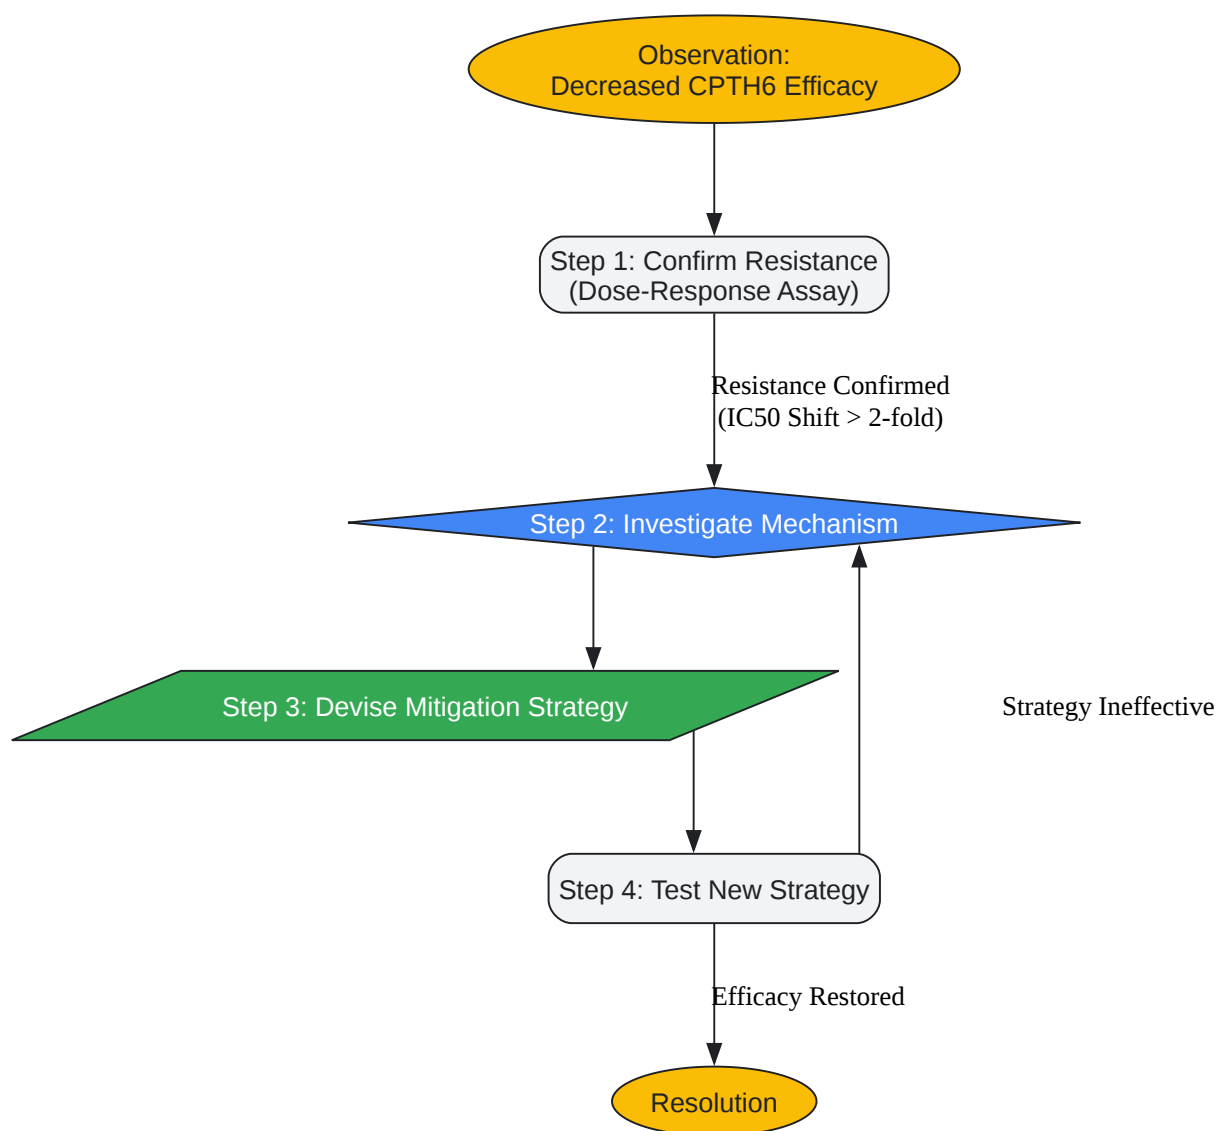 Observation:
Decreased CPTH6 Efficacy
Step 1: Confirm Resistance
(Dose-Response Assay)
Resistance Confirmed
(IC50 Shift > 2-fold)
Step 2: Investigate Mechanism
Step 3: Devise Mitigation Strategy
Strategy Ineffective
Step 4: Test New Strategy
Efficacy Restored
Resolution